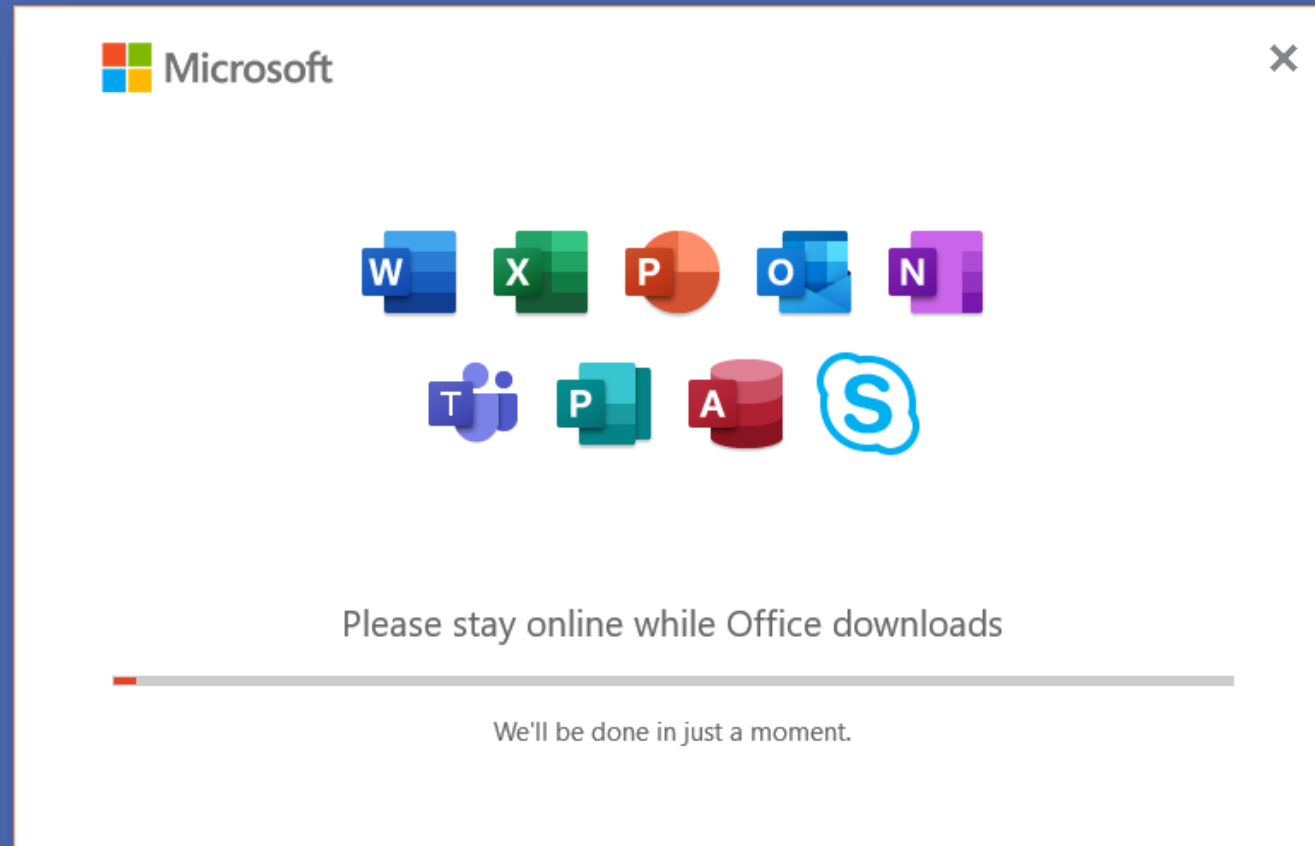 Microsoft
W X P O N
T P A S
Please stay online while Office downloads
We'll be done in just a moment.